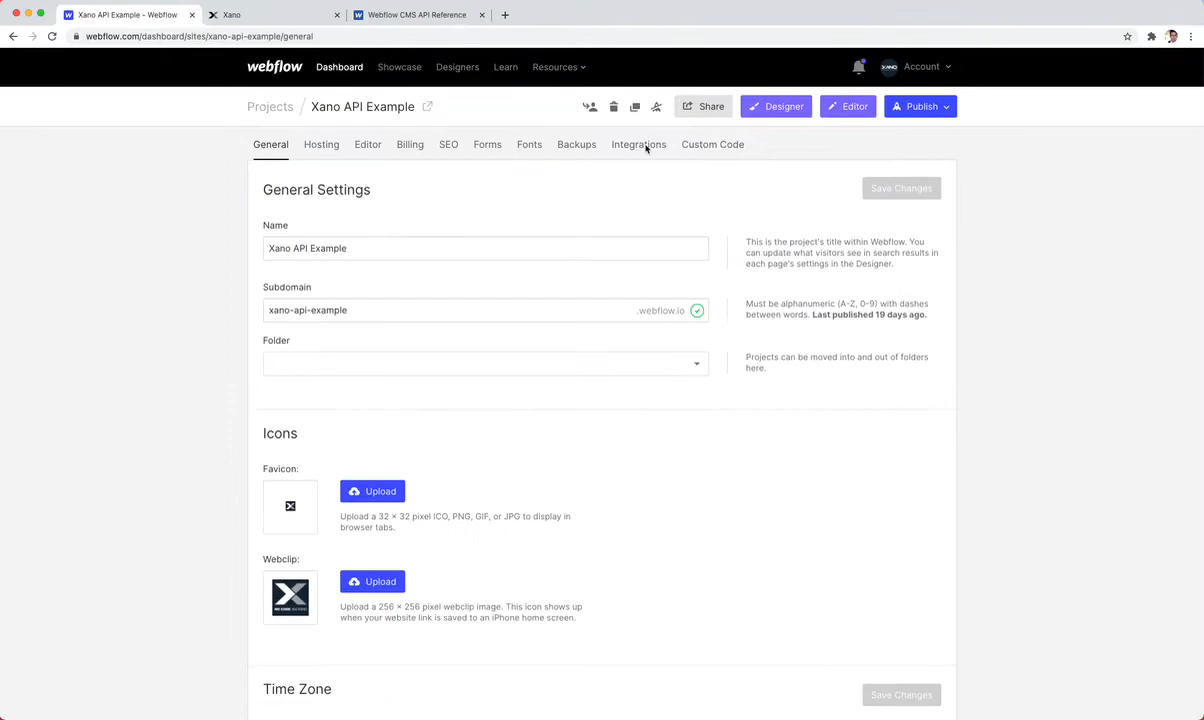 Xano API Example - Webflow
Xano
Webflow CMS API Reference
webflow.com/dashboard/sites/xano-api-example/general
webflow
Dashboard
Showcase
Designers
Learn
Resources
XANO
Account
Projects / Xano API Example
Share
Designer
Editor
Publish
General
Hosting
Editor
Billing
SEO
Forms
Fonts
Backups
Integrations
Custom Code
General Settings
Save Changes
Name
Xano API Example
This is the project's title within Webflow. You
can update what visitors see in search results in
each page's settings in the Designer.
Subdomain
xano-api-example
.webflow.io
Must be alphanumeric (A-Z, 0-9) with dashes
between words. Last published 19 days ago.
Folder
Projects can be moved into and out of folders
here.
Icons
Favicon:
Upload
Upload a 32 × 32 pixel ICO, PNG, GIF, or JPG to display in
browser tabs.
Webclip:
Upload
Upload a 256 × 256 pixel webclip image. This icon shows up
when your website link is saved to an iPhone home screen.
Time Zone
Save Changes